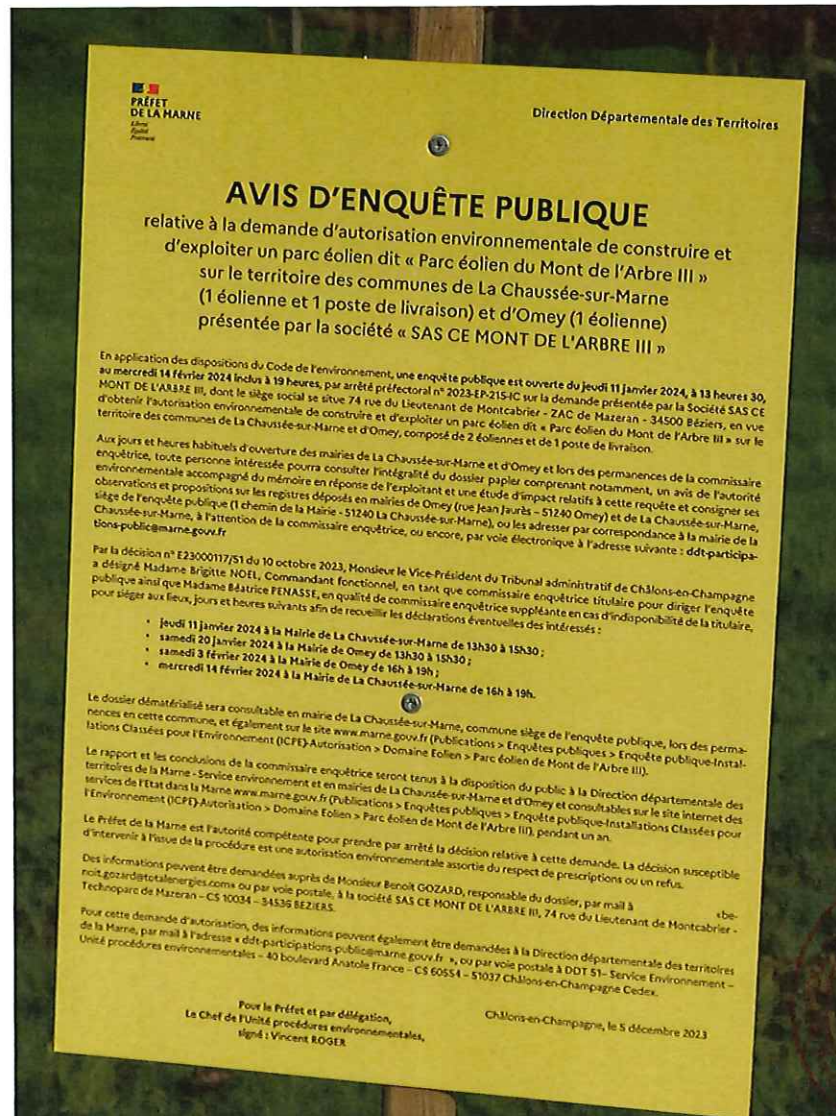 PRÉFET
DE LA MARNE
Liberté
Égalité
Fraternité
Direction Départementale des Territoires
AVIS D'ENQUÊTE PUBLIQUE
relative à la demande d'autorisation environnementale de construire et
d'exploiter un parc éolien dit « Parc éolien du Mont de l'Arbre III »
sur le territoire des communes de La Chaussée-sur-Marne
(1 éolienne et 1 poste de livraison) et d'Omey (1 éolienne)
présentée par la société « SAS CE MONT DE L'ARBRE III »
En application des dispositions du Code de l'environnement, une enquête publique est ouverte du jeudi 11 janvier 2024, à 13 heures 30,
au mercredi 14 février 2024 inclus à 19 heures, par arrêté préfectoral n° 2023-EP-215-IC sur la demande présentée par la Société SAS CE
MONT DE L'ARBRE III, dont le siège social se situe 74 rue du Lieutenant de Montcabrier - ZAC de Mazeran - 34500 Béziers, en vue
d'obtenir l'autorisation environnementale de construire et d'exploiter un parc éolien dit « Parc éolien du Mont de l'Arbre III » sur le
territoire des communes de La Chaussée-sur-Marne et d'Omey, composé de 2 éoliennes et de 1 poste de livraison.
Aux jours et heures habituels d'ouverture des mairies de La Chaussée-sur-Marne et d'Omey et lors des permanences de la commissaire
enquêtrice, toute personne intéressée pourra consulter l'intégralité du dossier papier comprenant notamment, un avis de l'autorité
environnementale accompagné du mémoire en réponse de l'exploitant et une étude d'impact relatifs à cette requête et consigner ses
observations et propositions sur les registres déposés en mairies de Omey (rue Jean Jaurès – 51240 Omey) et de La Chaussée-sur-Marne,
siège de l'enquête publique (1 chemin de la Mairie - 51240 La Chaussée-sur-Marne), ou les adresser par correspondance à la mairie de la
Chaussée-sur-Marne, à l'attention de la commissaire enquêtrice, ou encore, par voie électronique à l'adresse suivante : ddt-participa-
tions-public@marne.gouv.fr
Par la décision n° E23000117/51 du 10 octobre 2023, Monsieur le Vice-Président du Tribunal administratif de Châlons-en-Champagne
a désigné Madame Brigitte NOEL, Commandant fonctionnel, en tant que commissaire enquêtrice titulaire pour diriger l'enquête
publique ainsi que Madame Béatrice PENASSE, en qualité de commissaire enquêtrice suppléante en cas d'indisponibilité de la titulaire,
pour siéger aux lieux, jours et heures suivants afin de recueillir les déclarations éventuelles des intéressés :
• jeudi 11 janvier 2024 à la Mairie de La Chaussée-sur-Marne de 13h30 à 15h30 ;
• samedi 20 janvier 2024 à la Mairie de Omey de 13h30 à 15h30 ;
• samedi 3 février 2024 à la Mairie de Omey de 16h à 19h ;
• mercredi 14 février 2024 à la Mairie de La Chaussée-sur-Marne de 16h à 19h.
Le dossier dématérialisé sera consultable en mairie de La Chaussée-sur-Marne, commune siège de l'enquête publique, lors des perma-
nences en cette commune, et également sur le site www.marne.gouv.fr (Publications > Enquêtes publiques > Enquête publique-Instal-
lations Classées pour l'Environnement (ICPE)-Autorisation > Domaine Eolien > Parc éolien de Mont de l'Arbre III).
Le rapport et les conclusions de la commissaire enquêtrice seront tenus à la disposition du public à la Direction départementale des
territoires de la Marne - Service environnement et en mairies de La Chaussée-sur-Marne et d'Omey et consultables sur le site internet des
services de l'Etat dans la Marne www.marne.gouv.fr (Publications > Enquêtes publiques > Enquête publique-Installations Classées pour
l'Environnement (ICPE)-Autorisation > Domaine Eolien > Parc éolien de Mont de l'Arbre III), pendant un an.
Le Préfet de la Marne est l'autorité compétente pour prendre par arrêté la décision relative à cette demande. La décision susceptible
d'intervenir à l'issue de la procédure est une autorisation environnementale assortie du respect de prescriptions ou un refus.
Des informations peuvent être demandées auprès de Monsieur Benoit GOZARD, responsable du dossier, par mail à «be-
noit.gozard@totalenergies.com» ou par voie postale, à la société SAS CE MONT DE L'ARBRE III, 74 rue du Lieutenant de Montcabrier -
Technoparc de Mazeran – CS 10034 – 34536 BEZIERS.
Pour cette demande d'autorisation, des informations peuvent également être demandées à la Direction départementale des territoires
de la Marne, par mail à l'adresse « ddt-participations-public@marne.gouv.fr », ou par voie postale à DDT 51– Service Environnement –
Unité procédures environnementales – 40 boulevard Anatole France – CS 60554 – 51037 Châlons-en-Champagne Cedex.
Châlons-en-Champagne, le 5 décembre 2023
Pour le Préfet et par délégation,
Le Chef de l'Unité procédures environnementales,
signé : Vincent ROGER